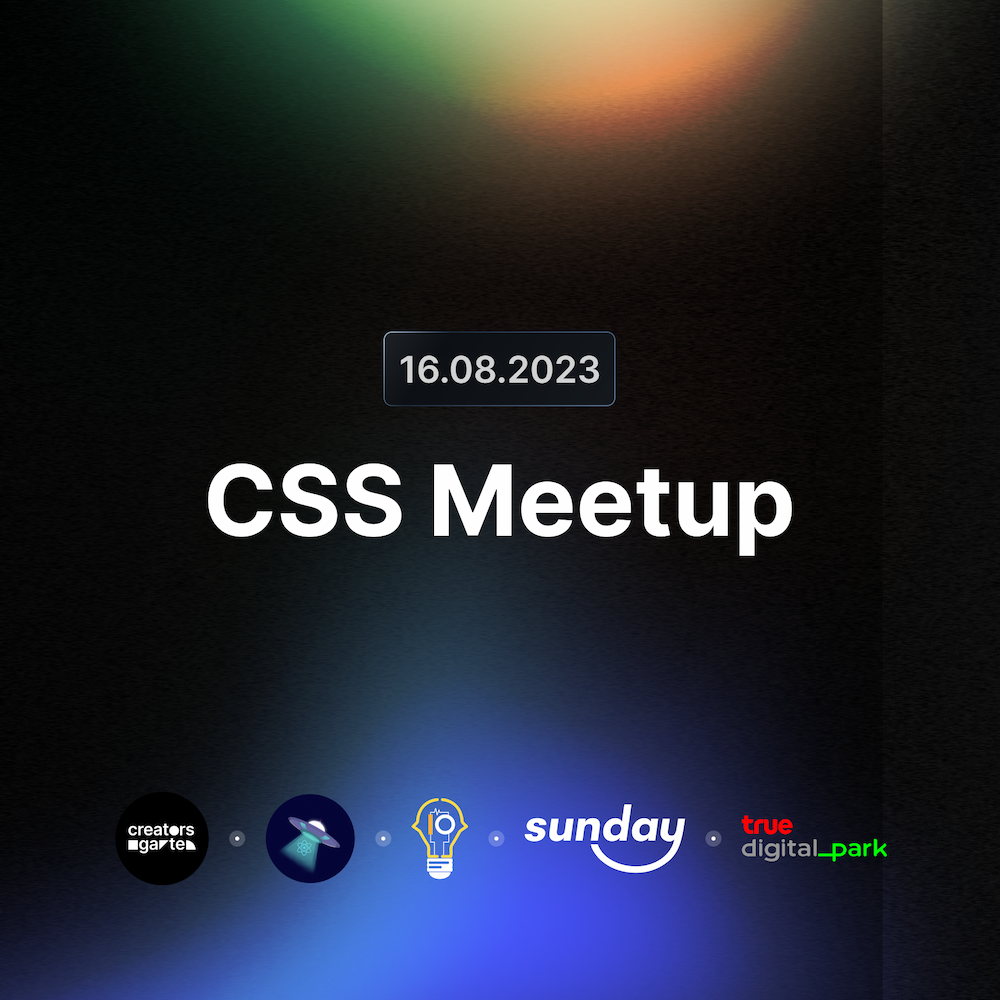 16.08.2023
CSS Meetup
creators
garten
sunday
true
digital_park